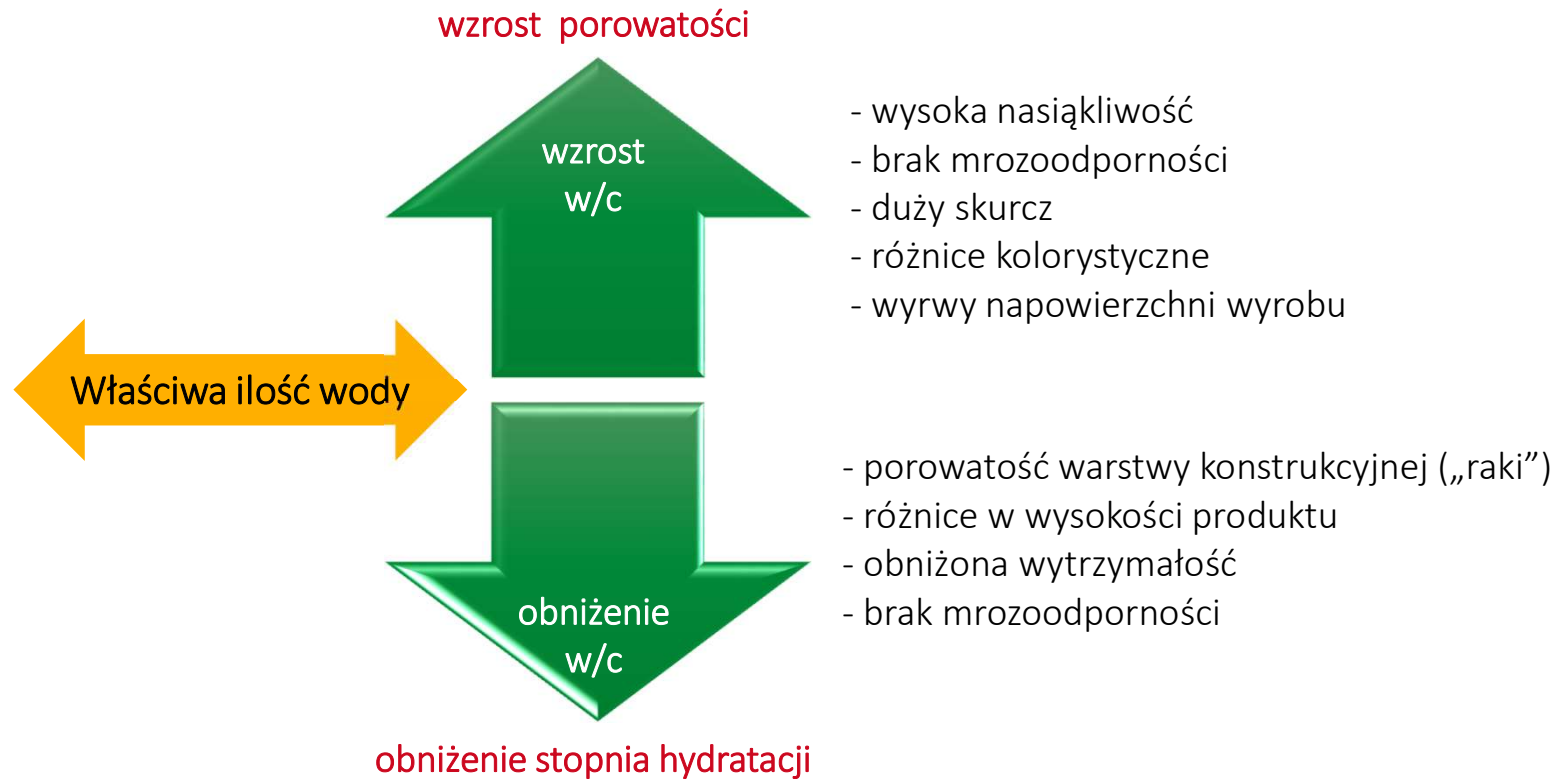 wzrost porowatości
wzrost
w/c
- wysoka nasiąkliwość
- brak mrozoodporności
- duży skurcz
- różnice kolorystyczne
- wyrwy napowierzchni wyrobu
Właściwa ilość wody
- porowatość warstwy konstrukcyjnej („raki”)
- różnice w wysokości produktu
- obniżona wytrzymałość
- brak mrozoodporności
obniżenie
w/c
obniżenie stopnia hydratacji